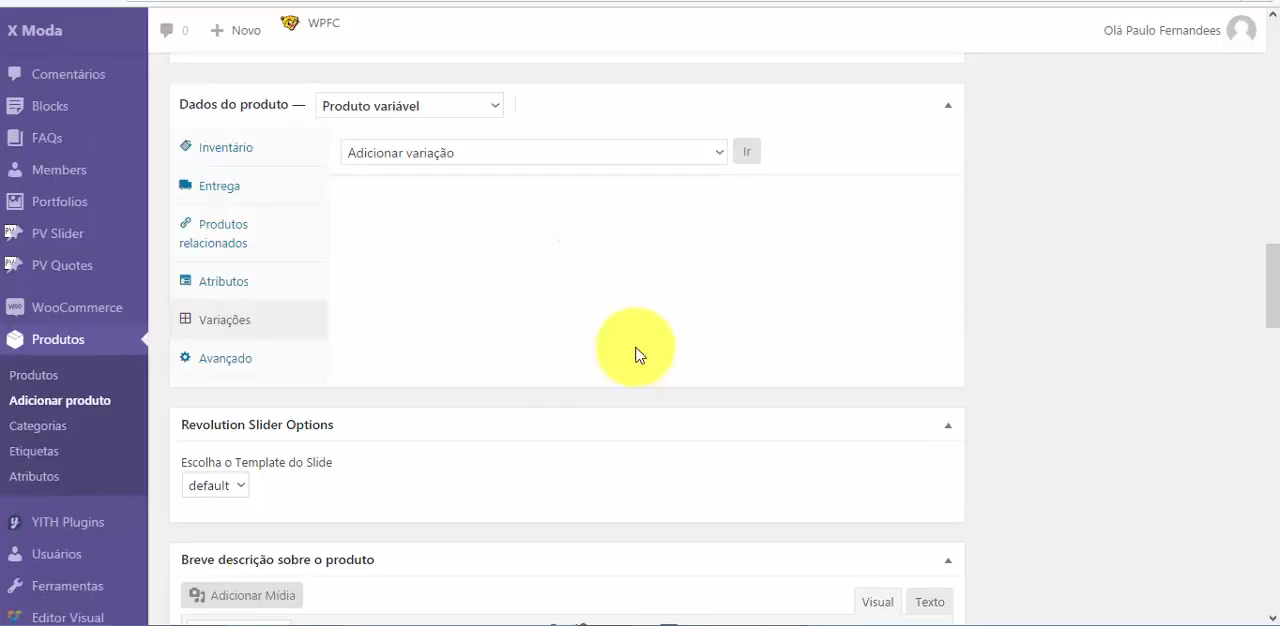 X Moda
0
Novo
WPFC
Olá Paulo Fernandees
Comentários
Blocks
FAQs
Members
Portfolios
PV Slider
PV Quotes
WooCommerce
Produtos
Produtos
Adicionar produto
Categorias
Etiquetas
Atributos
YITH Plugins
Usuários
Ferramentas
Editor Visual
Dados do produto —
Produto variável
Inventário
Entrega
Produtos
relacionados
Atributos
Variações
Avançado
Adicionar variação
Ir
Revolution Slider Options
Escolha o Template do Slide
default
Breve descrição sobre o produto
Adicionar Mídia
Visual
Texto